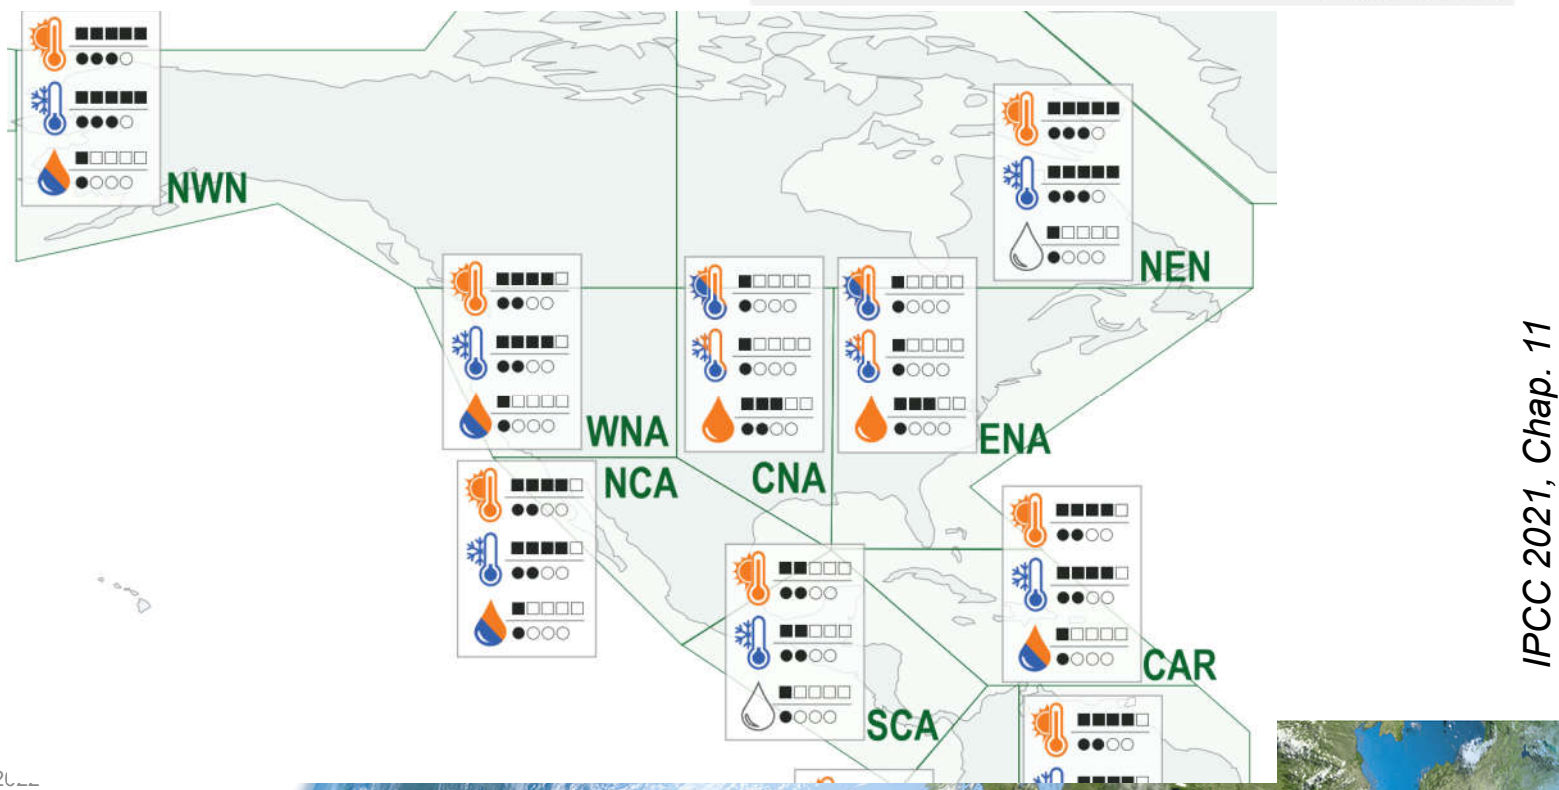 NWN
NEN
WNA
NCA
CNA
ENA
CAR
SCA
IPCC 2021, Chap. 11